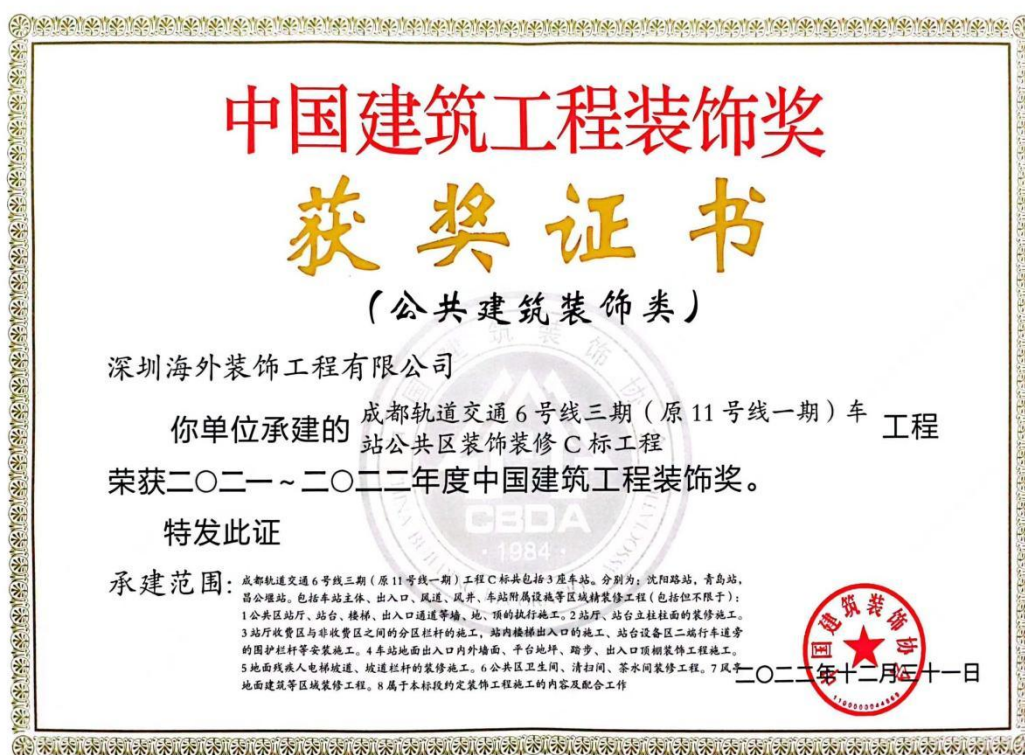 中国建筑工程装饰奖
获奖证书
(公共建筑装饰类)
深圳海外装饰工程有限公司
你单位承建的 成都轨道交通6号线三期(原11号线一期)车
站公共区装饰装修C标工程 工程
荣获二〇二一~二〇二二年度中国建筑工程装饰奖。
特发此证
承建范围:成都轨道交通6号线三期(原11号线一期)工程C标共包括3座车站。分别为:沈阳路站,青岛站,
昌公堰站。包括车站主体、出入口、风道、风井、车站附属设施等区域精装修工程(包括但不限于):
1公共区站厅、站台、楼梯、出入口通道等墙、地、顶的执行施工。2站厅、站台立柱柱面的装修施工。
3站厅收费区与非收费区之间的分区栏杆的施工,站内楼梯出入口的施工、站台设备区二端行车道旁
的围护栏杆等安装施工。4车站地面出入口内外墙面、平台地坪、踏步、出入口顶棚装饰工程施工。
5地面残疾人电梯坡道、坡道栏杆的装修施工。6公共区卫生间、清扫间、茶水间装修工程。7风亭
地面建筑等区域装修工程。8属于本标段约定装饰工程施工的内容及配合工作
二〇二二年十二月二十一日
中国建筑装饰协会
1100000044969
CBDA
·1984·